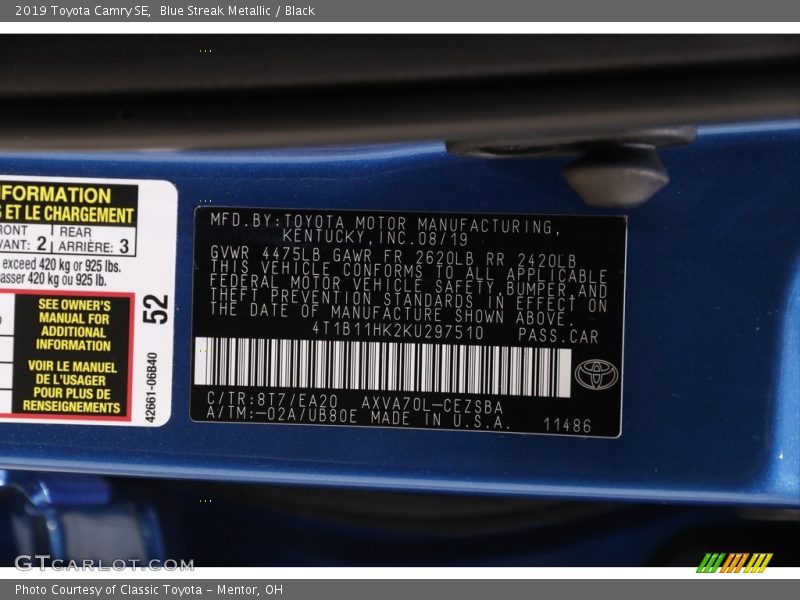 2019 Toyota Camry SE, Blue Streak Metallic / Black
FORMATION
S ET LE CHARGEMENT
RONT 2 REAR 3
VANT: ARRIÈRE:
exceed 420 kg or 925 lbs.
asser 420 kg ou 925 lb.
SEE OWNER'S
MANUAL FOR
ADDITIONAL
INFORMATION
VOIR LE MANUEL
DE L'USAGER
POUR PLUS DE
RENSEIGNEMENTS
52
42661-06B40
MFD.BY:TOYOTA MOTOR MANUFACTURING,
KENTUCKY,INC.08/19
GVWR 4475LB GAWR FR 2620LB RR 2420LB
THIS VEHICLE CONFORMS TO ALL APPLICABLE
FEDERAL MOTOR VEHICLE SAFETY,BUMPER AND
THEFT PREVENTION STANDARDS IN EFFECT ON
THE DATE OF MANUFACTURE SHOWN ABOVE.
4T1B11HK2KU297510 PASS.CAR
C/TR:8T7/EA20 AXVA70L-CEZSBA
A/TM:-02A/UB80E MADE IN U.S.A. 11486
GTCARLOT.COM
Photo Courtesy of Classic Toyota - Mentor, OH